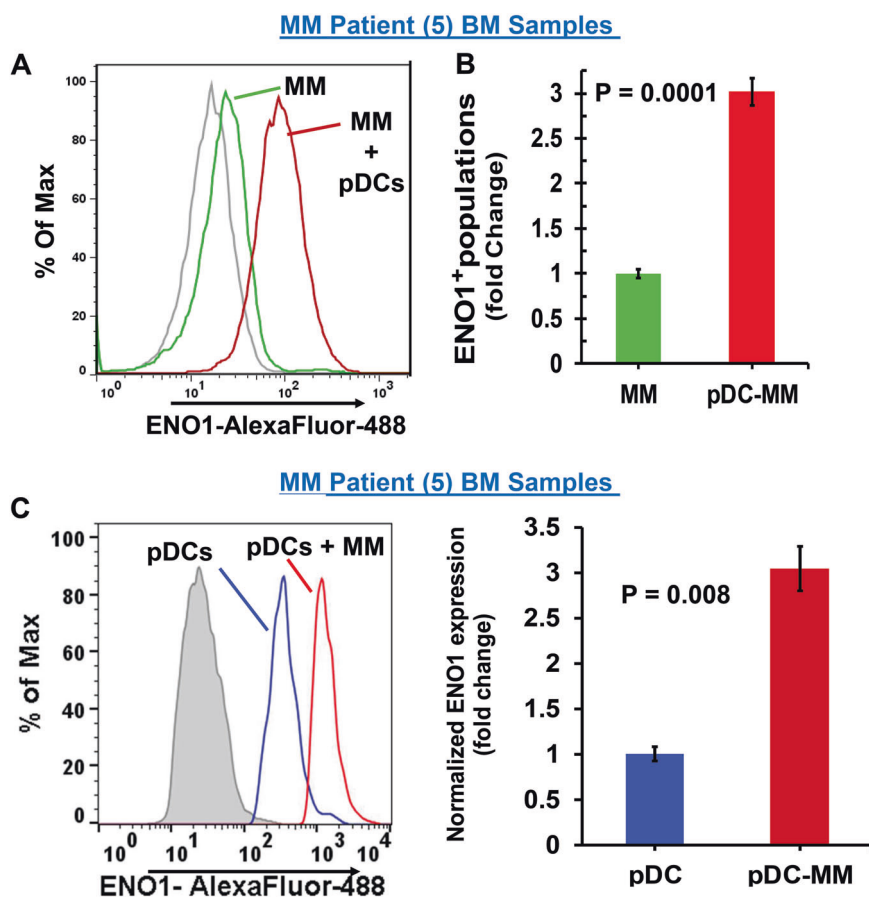 MM Patient (5) BM Samples
A
% Of Max
100
80
60
40
20
0
MM
MM
+
pDCs
10^0
10^1
10^2
10^3
ENO1-AlexaFluor-488
B
ENO1+populations
(fold Change)
3
2.5
2
1.5
1
0.5
0
P = 0.0001
MM
pDC-MM
MM Patient (5) BM Samples
C
% of Max
100
80
60
40
20
0
pDCs
pDCs + MM
10^0
10^1
10^2
10^3
10^4
ENO1- AlexaFluor-488
Normalized ENO1 expression
(fold change)
3.5
3
2.5
2
1.5
1
0.5
0
P = 0.008
pDC
pDC-MM